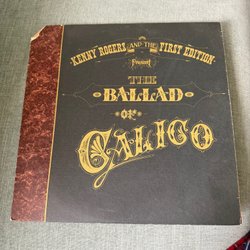 KENNY ROGERS AND THE FIRST EDITION
Present
THE
BALLAD
OF
CALICO